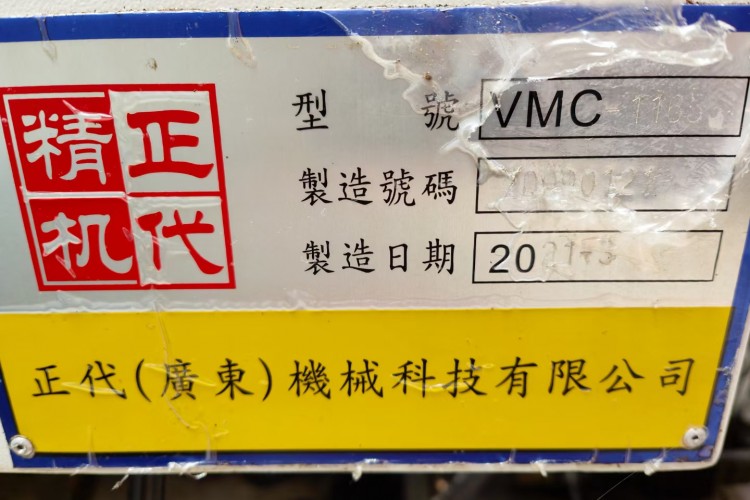 正代
精机
型號 VMC-1165
製造號碼
製造日期 20
正代(廣東)機械科技有限公司